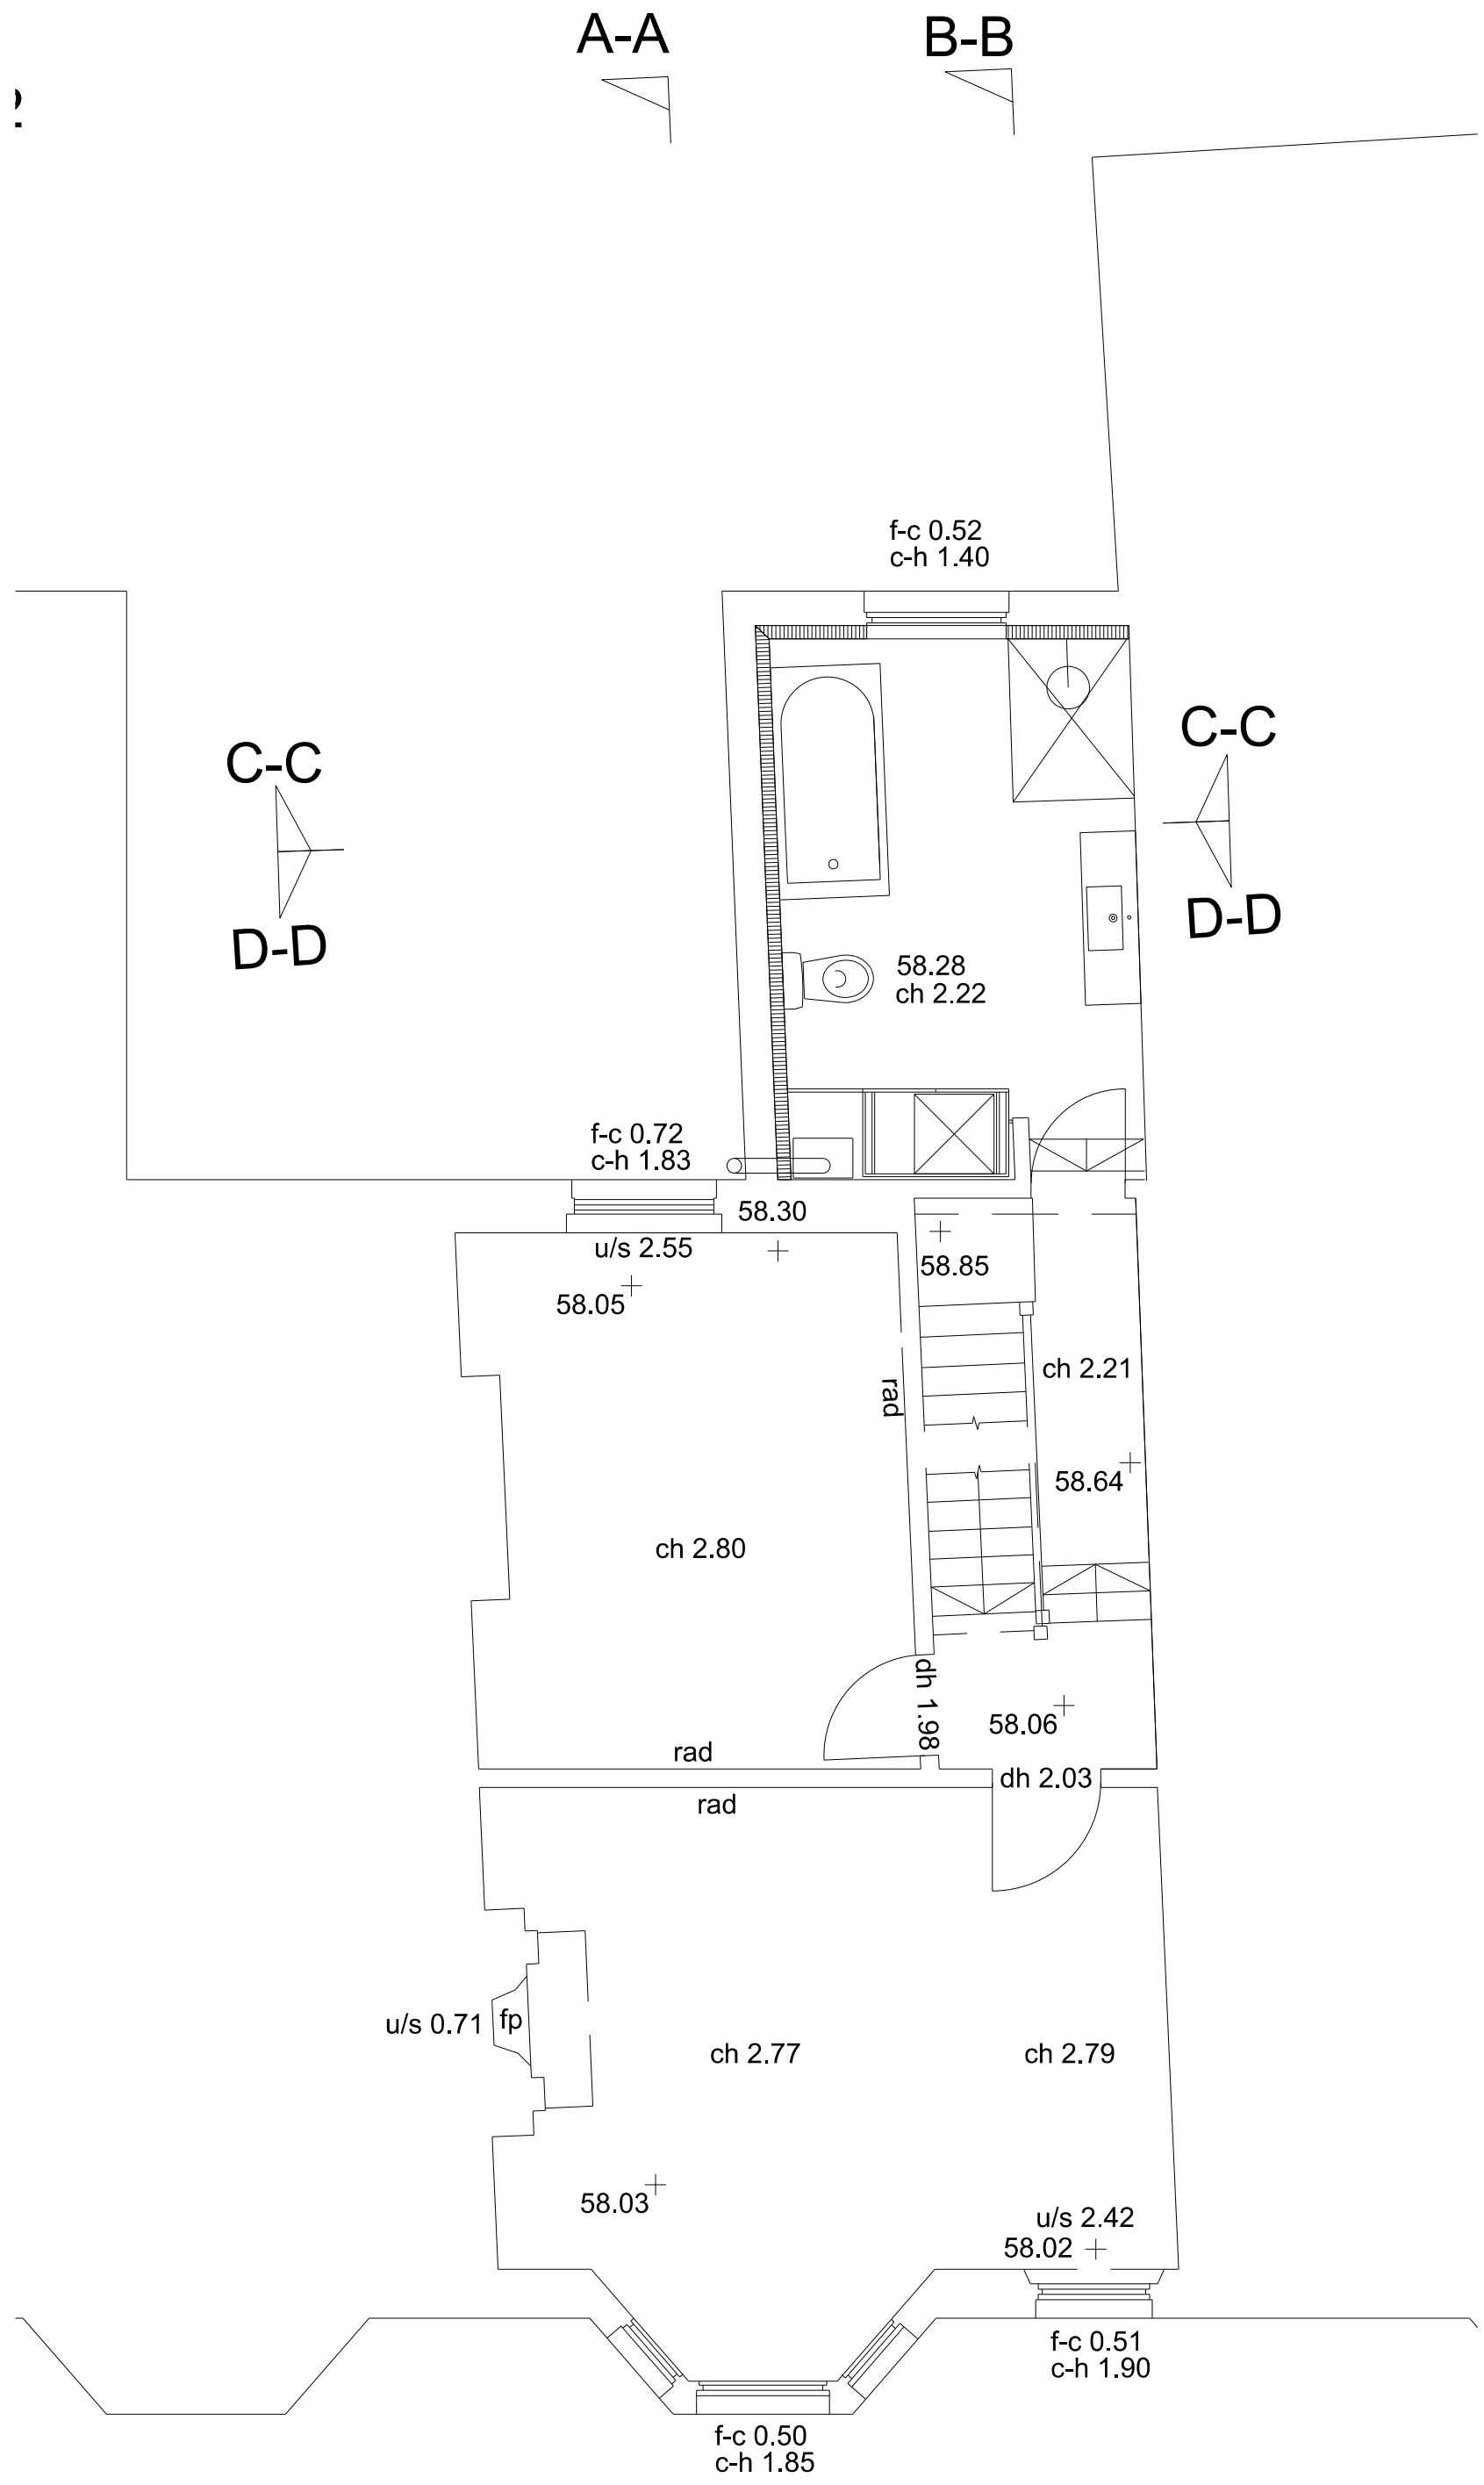 A-A
B-B
f-c 0.52
c-h 1.40
C-C
C-C
D-D
D-D
58.28
ch 2.22
f-c 0.72
c-h 1.83
58.30
u/s 2.55
58.05
58.85
ch 2.21
rad
58.64
ch 2.80
dh 1.98
58.06
rad
dh 2.03
rad
u/s 0.71
fp
ch 2.77
ch 2.79
58.03
u/s 2.42
58.02
f-c 0.51
c-h 1.90
f-c 0.50
c-h 1.85